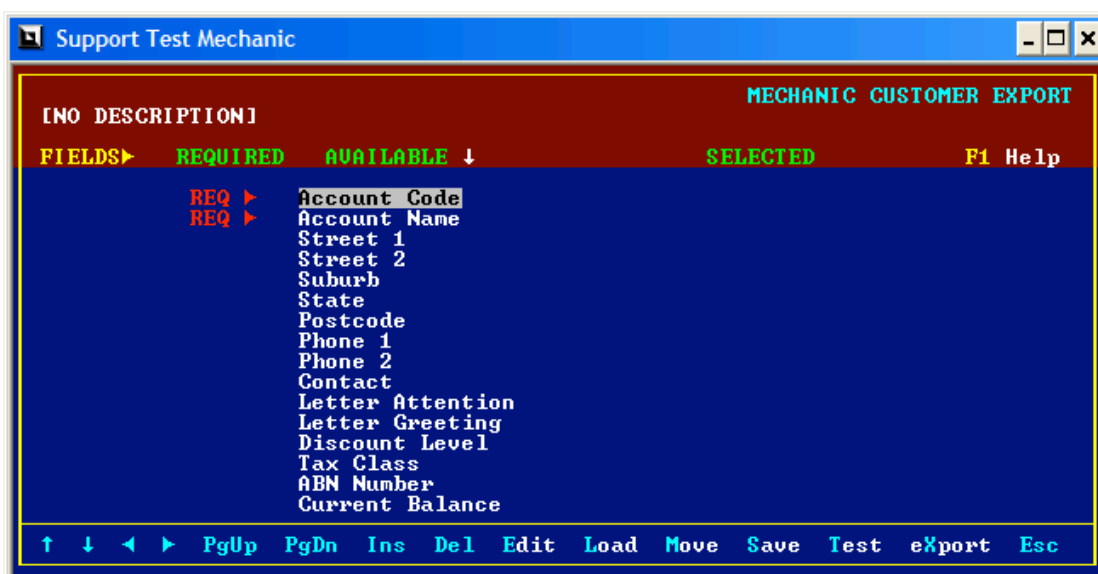 Support Test Mechanic
MECHANIC CUSTOMER EXPORT
[NO DESCRIPTION]
FIELDS► REQUIRED AVAILABLE ↓ SELECTED F1 Help
REQ ► Account Code
REQ ► Account Name
Street 1
Street 2
Suburb
State
Postcode
Phone 1
Phone 2
Contact
Letter Attention
Letter Greeting
Discount Level
Tax Class
ABN Number
Current Balance
↑ ↓ ◄ ► PgUp PgDn Ins Del Edit Load Move Save Test eXport Esc